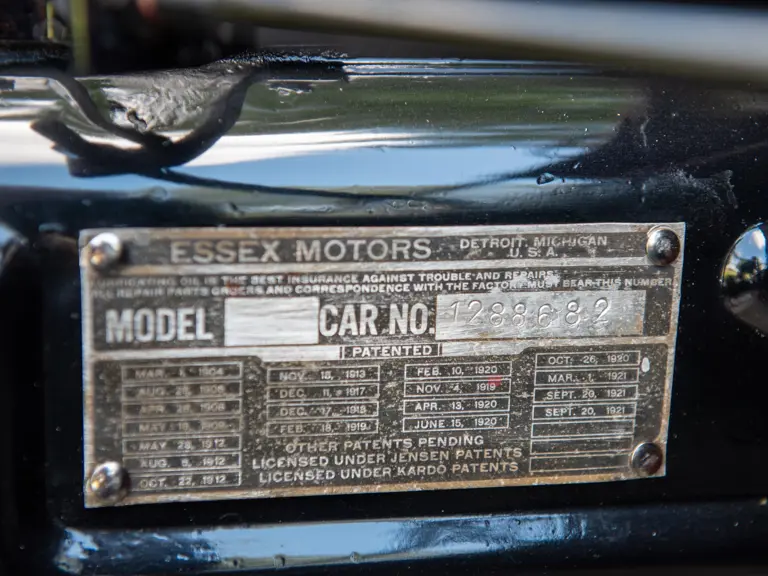 ESSEX MOTORS DETROIT, MICHIGAN
U.S.A.
LUBRICATING OIL IS THE BEST INSURANCE AGAINST TROUBLE AND REPAIRS
ALL REPAIR PARTS ORDERS AND CORRESPONDENCE WITH THE FACTORY MUST BEAR THIS NUMBER
MODEL CAR NO. 1288682
PATENTED
1904
1908
1912
MAY 28, 1912
AUG. 1912
OCT. 22, 1912
NOV. 18, 1913
DEC. 11, 1917
DEC. 17, 1918
FEB. 18, 1919
FEB. 10, 1920
NOV. 4, 1919
APR. 13, 1920
JUNE 15, 1920
OCT. 26, 1920
MAR. 1, 1921
SEPT. 20, 1921
SEPT. 20, 1921
OTHER PATENTS PENDING
LICENSED UNDER JENSEN PATENTS
LICENSED UNDER KARDO PATENTS